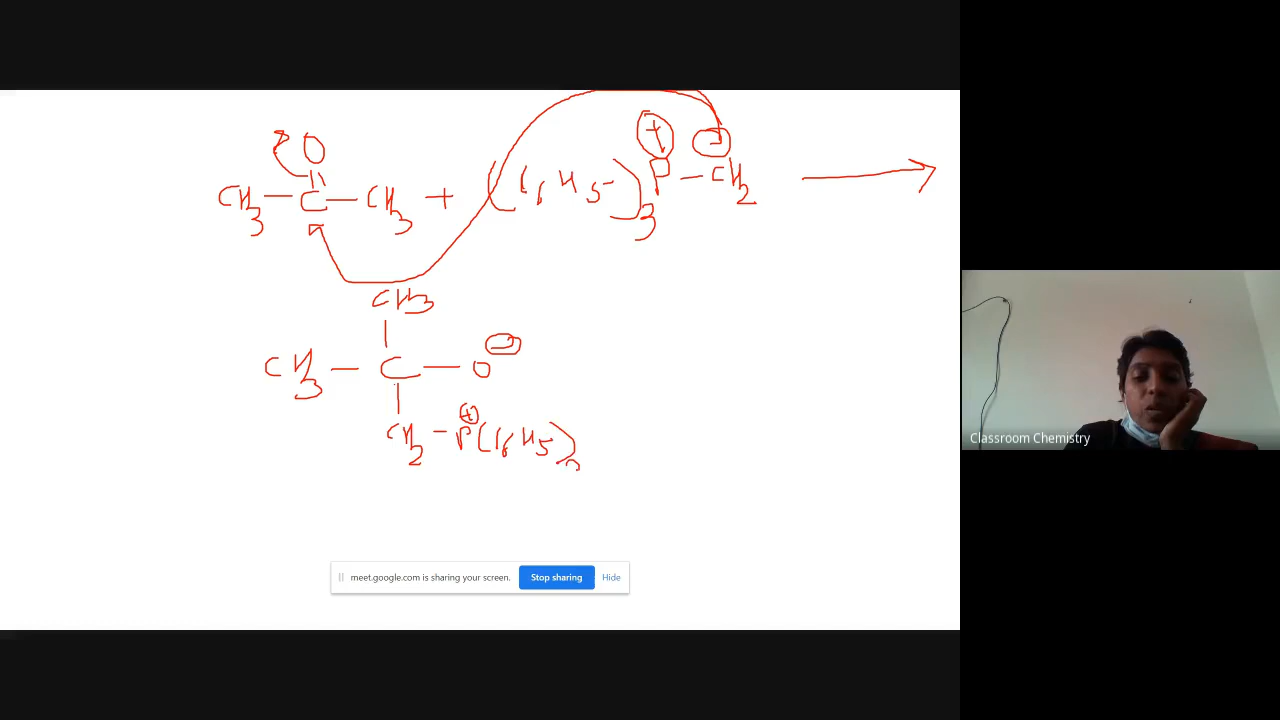 O
CH3 — C — CH3 + (C6H5)3 P — CH2
+ −
CH3
CH3 — C — O −
CH2 — P + (C6H5)3
meet.google.com is sharing your screen. Stop sharing Hide
Classroom Chemistry